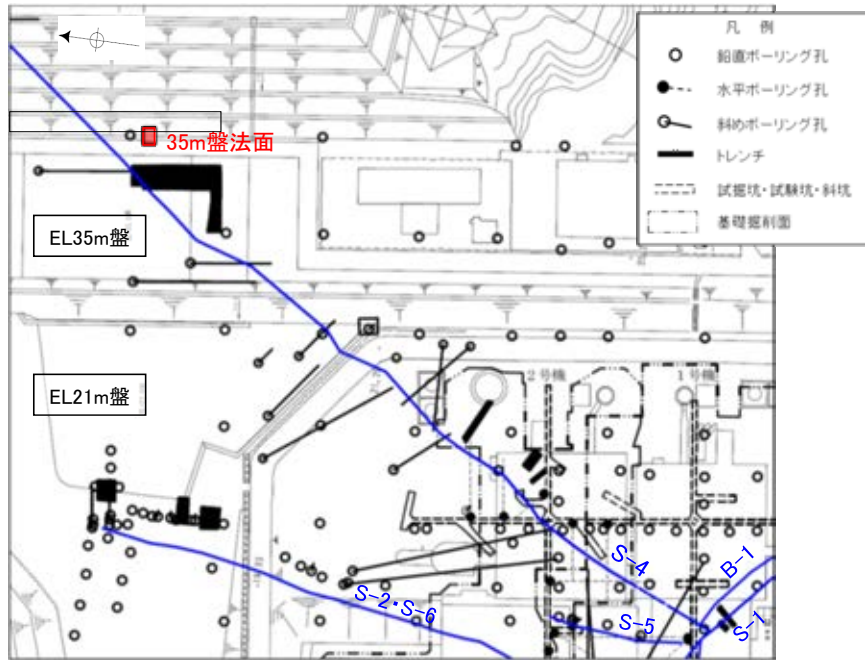 凡 例
鉛直ボーリング孔
水平ボーリング孔
斜めボーリング孔
トレンチ
試掘坑・試験坑・斜坑
基礎掘削面
35m盤法面
EL35m盤
EL21m盤
2号機
1号機
S-4
B-1
S-2・S-6
S-5
S-1